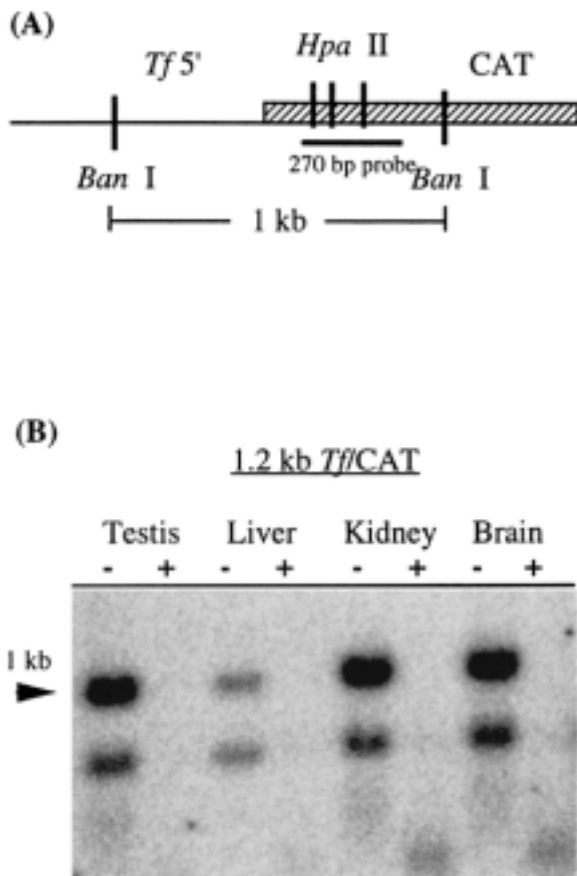 (A)
Tf 5' Hpa II CAT
270 bp probe
Ban I Ban I
1 kb
(B)
1.2 kb Tf/CAT
Testis Liver Kidney Brain
- + - + - + - +
1 kb